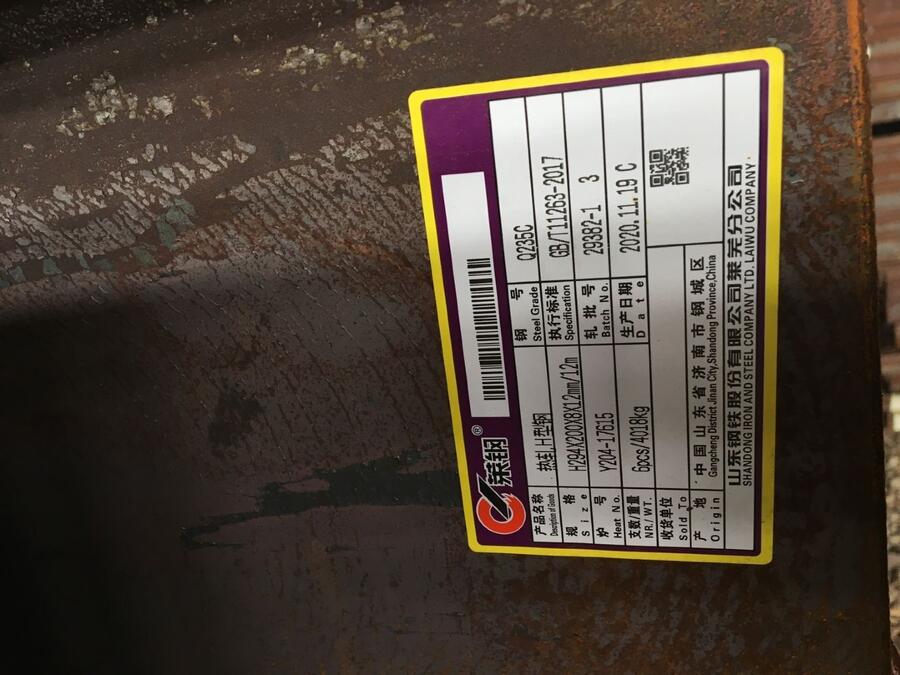 莱钢®
产品名称 热轧H型钢 钢号 Q235C
Description of Goods Steel Grade
规格 H294X200X8X12mm/12m 执行标准 GB/T11263-2017
Size Specification
炉号 Y204-17615 轧批号 29382-1 3
Heat No. Batch No.
支数/重量 6pcs/4018kg 生产日期 2020.11.19 C
NR./WT. Date
收货单位
Sold To
产地 中国山东省济南市钢城区
Origin Gangcheng District Jinan City,Shandong Province,China
山东钢铁股份有限公司莱芜分公司
SHANDONG IRON AND STEEL COMPANY LTD. LAIWU COMPANY.